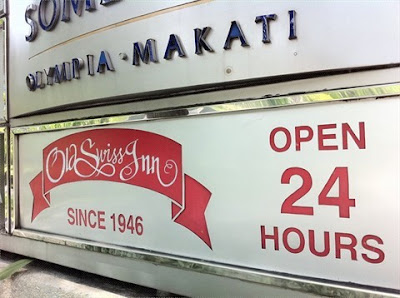 OLYMPIA · MAKATI
Old Swiss Inn
SINCE 1946
OPEN
24
HOURS